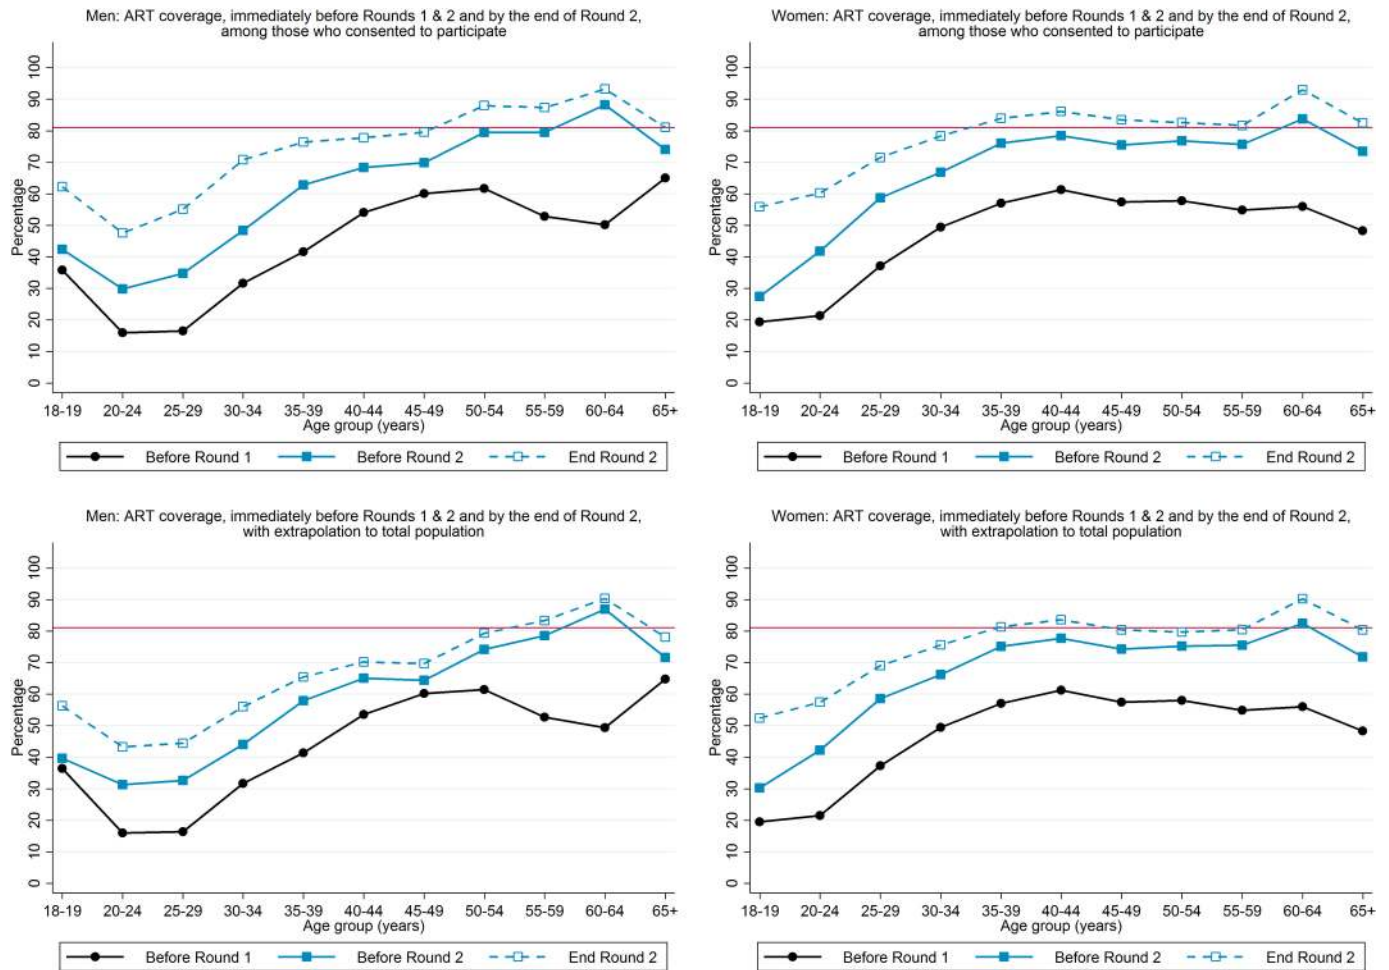 Men: ART coverage, immediately before Rounds 1 & 2 and by the end of Round 2,
among those who consented to participate
Percentage
100
90
80
70
60
50
40
30
20
10
0
18-19 20-24 25-29 30-34 35-39 40-44 45-49 50-54 55-59 60-64 65+
Age group (years)
Before Round 1 Before Round 2 End Round 2
Women: ART coverage, immediately before Rounds 1 & 2 and by the end of Round 2,
among those who consented to participate
Percentage
100
90
80
70
60
50
40
30
20
10
0
18-19 20-24 25-29 30-34 35-39 40-44 45-49 50-54 55-59 60-64 65+
Age group (years)
Before Round 1 Before Round 2 End Round 2
Men: ART coverage, immediately before Rounds 1 & 2 and by the end of Round 2,
with extrapolation to total population
Percentage
100
90
80
70
60
50
40
30
20
10
0
18-19 20-24 25-29 30-34 35-39 40-44 45-49 50-54 55-59 60-64 65+
Age group (years)
Before Round 1 Before Round 2 End Round 2
Women: ART coverage, immediately before Rounds 1 & 2 and by the end of Round 2,
with extrapolation to total population
Percentage
100
90
80
70
60
50
40
30
20
10
0
18-19 20-24 25-29 30-34 35-39 40-44 45-49 50-54 55-59 60-64 65+
Age group (years)
Before Round 1 Before Round 2 End Round 2